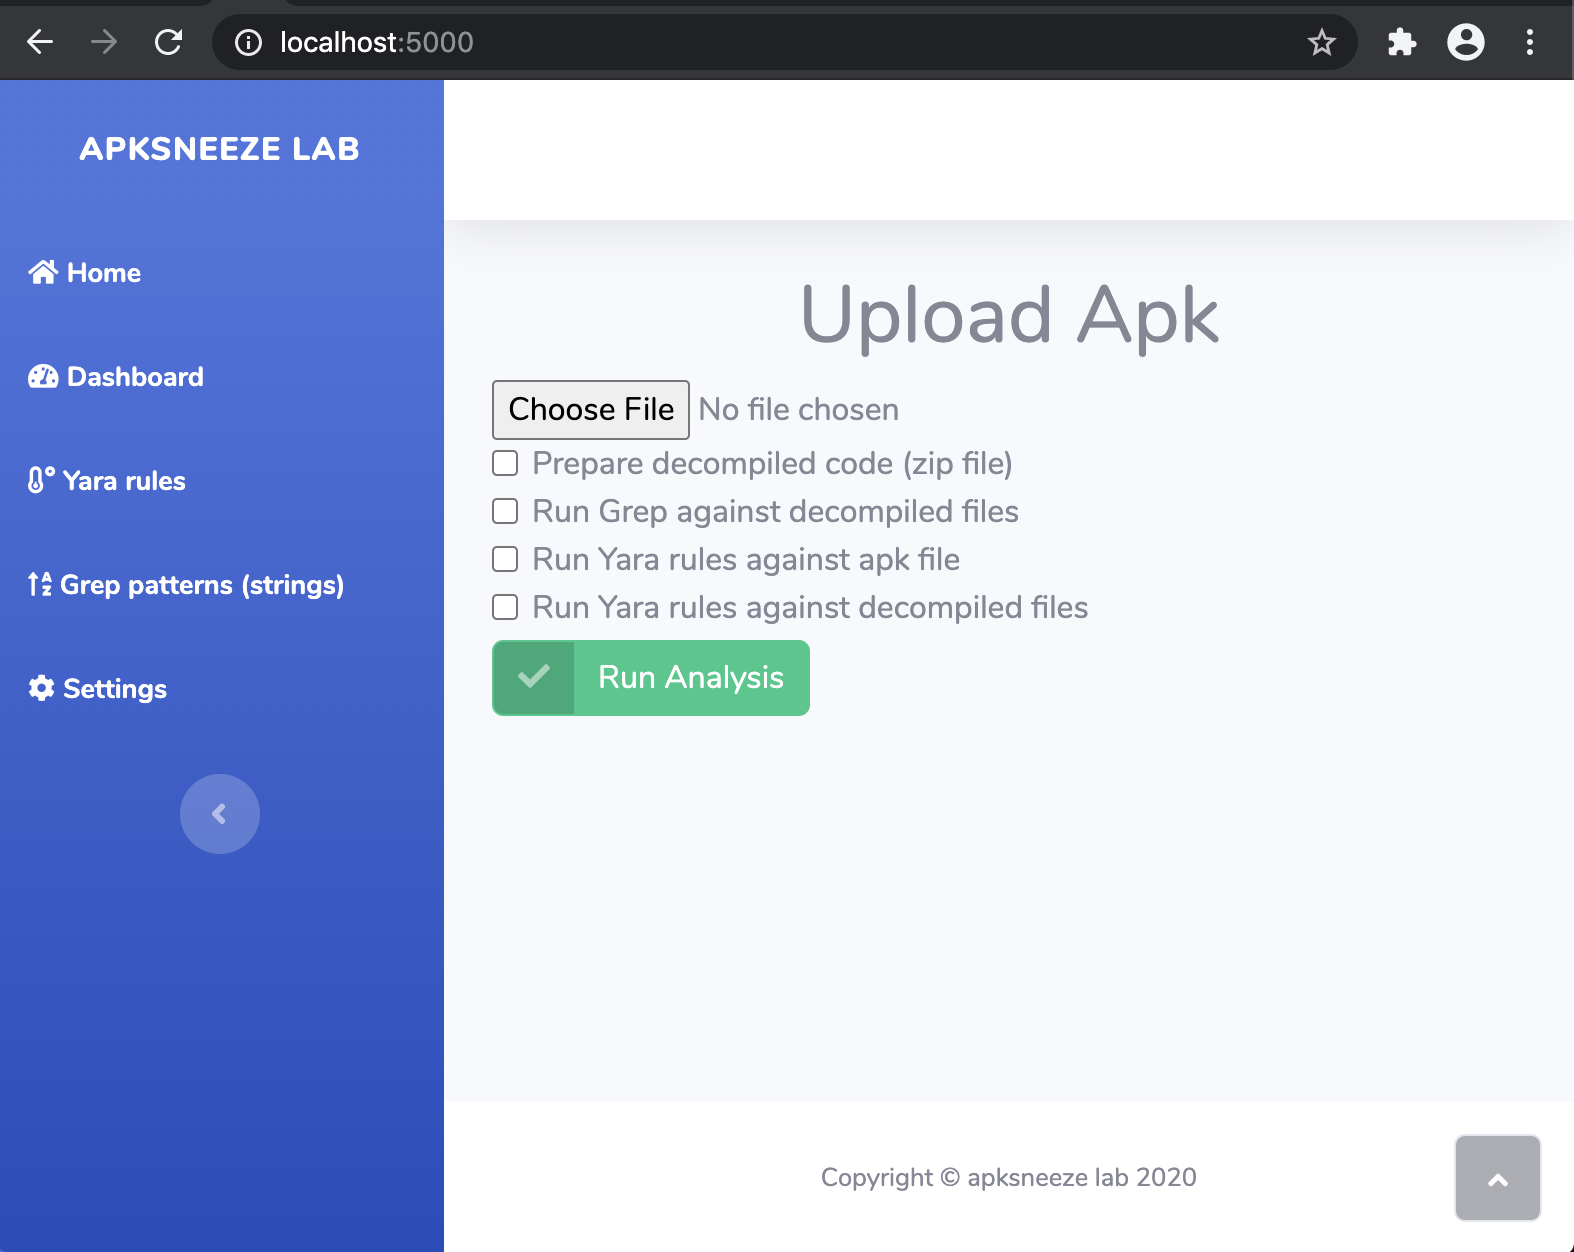 localhost:5000
APKSNEEZE LAB
Home
Dashboard
Yara rules
Grep patterns (strings)
Settings
Upload Apk
Choose File No file chosen
Prepare decompiled code (zip file)
Run Grep against decompiled files
Run Yara rules against apk file
Run Yara rules against decompiled files
Run Analysis
Copyright © apksneeze lab 2020